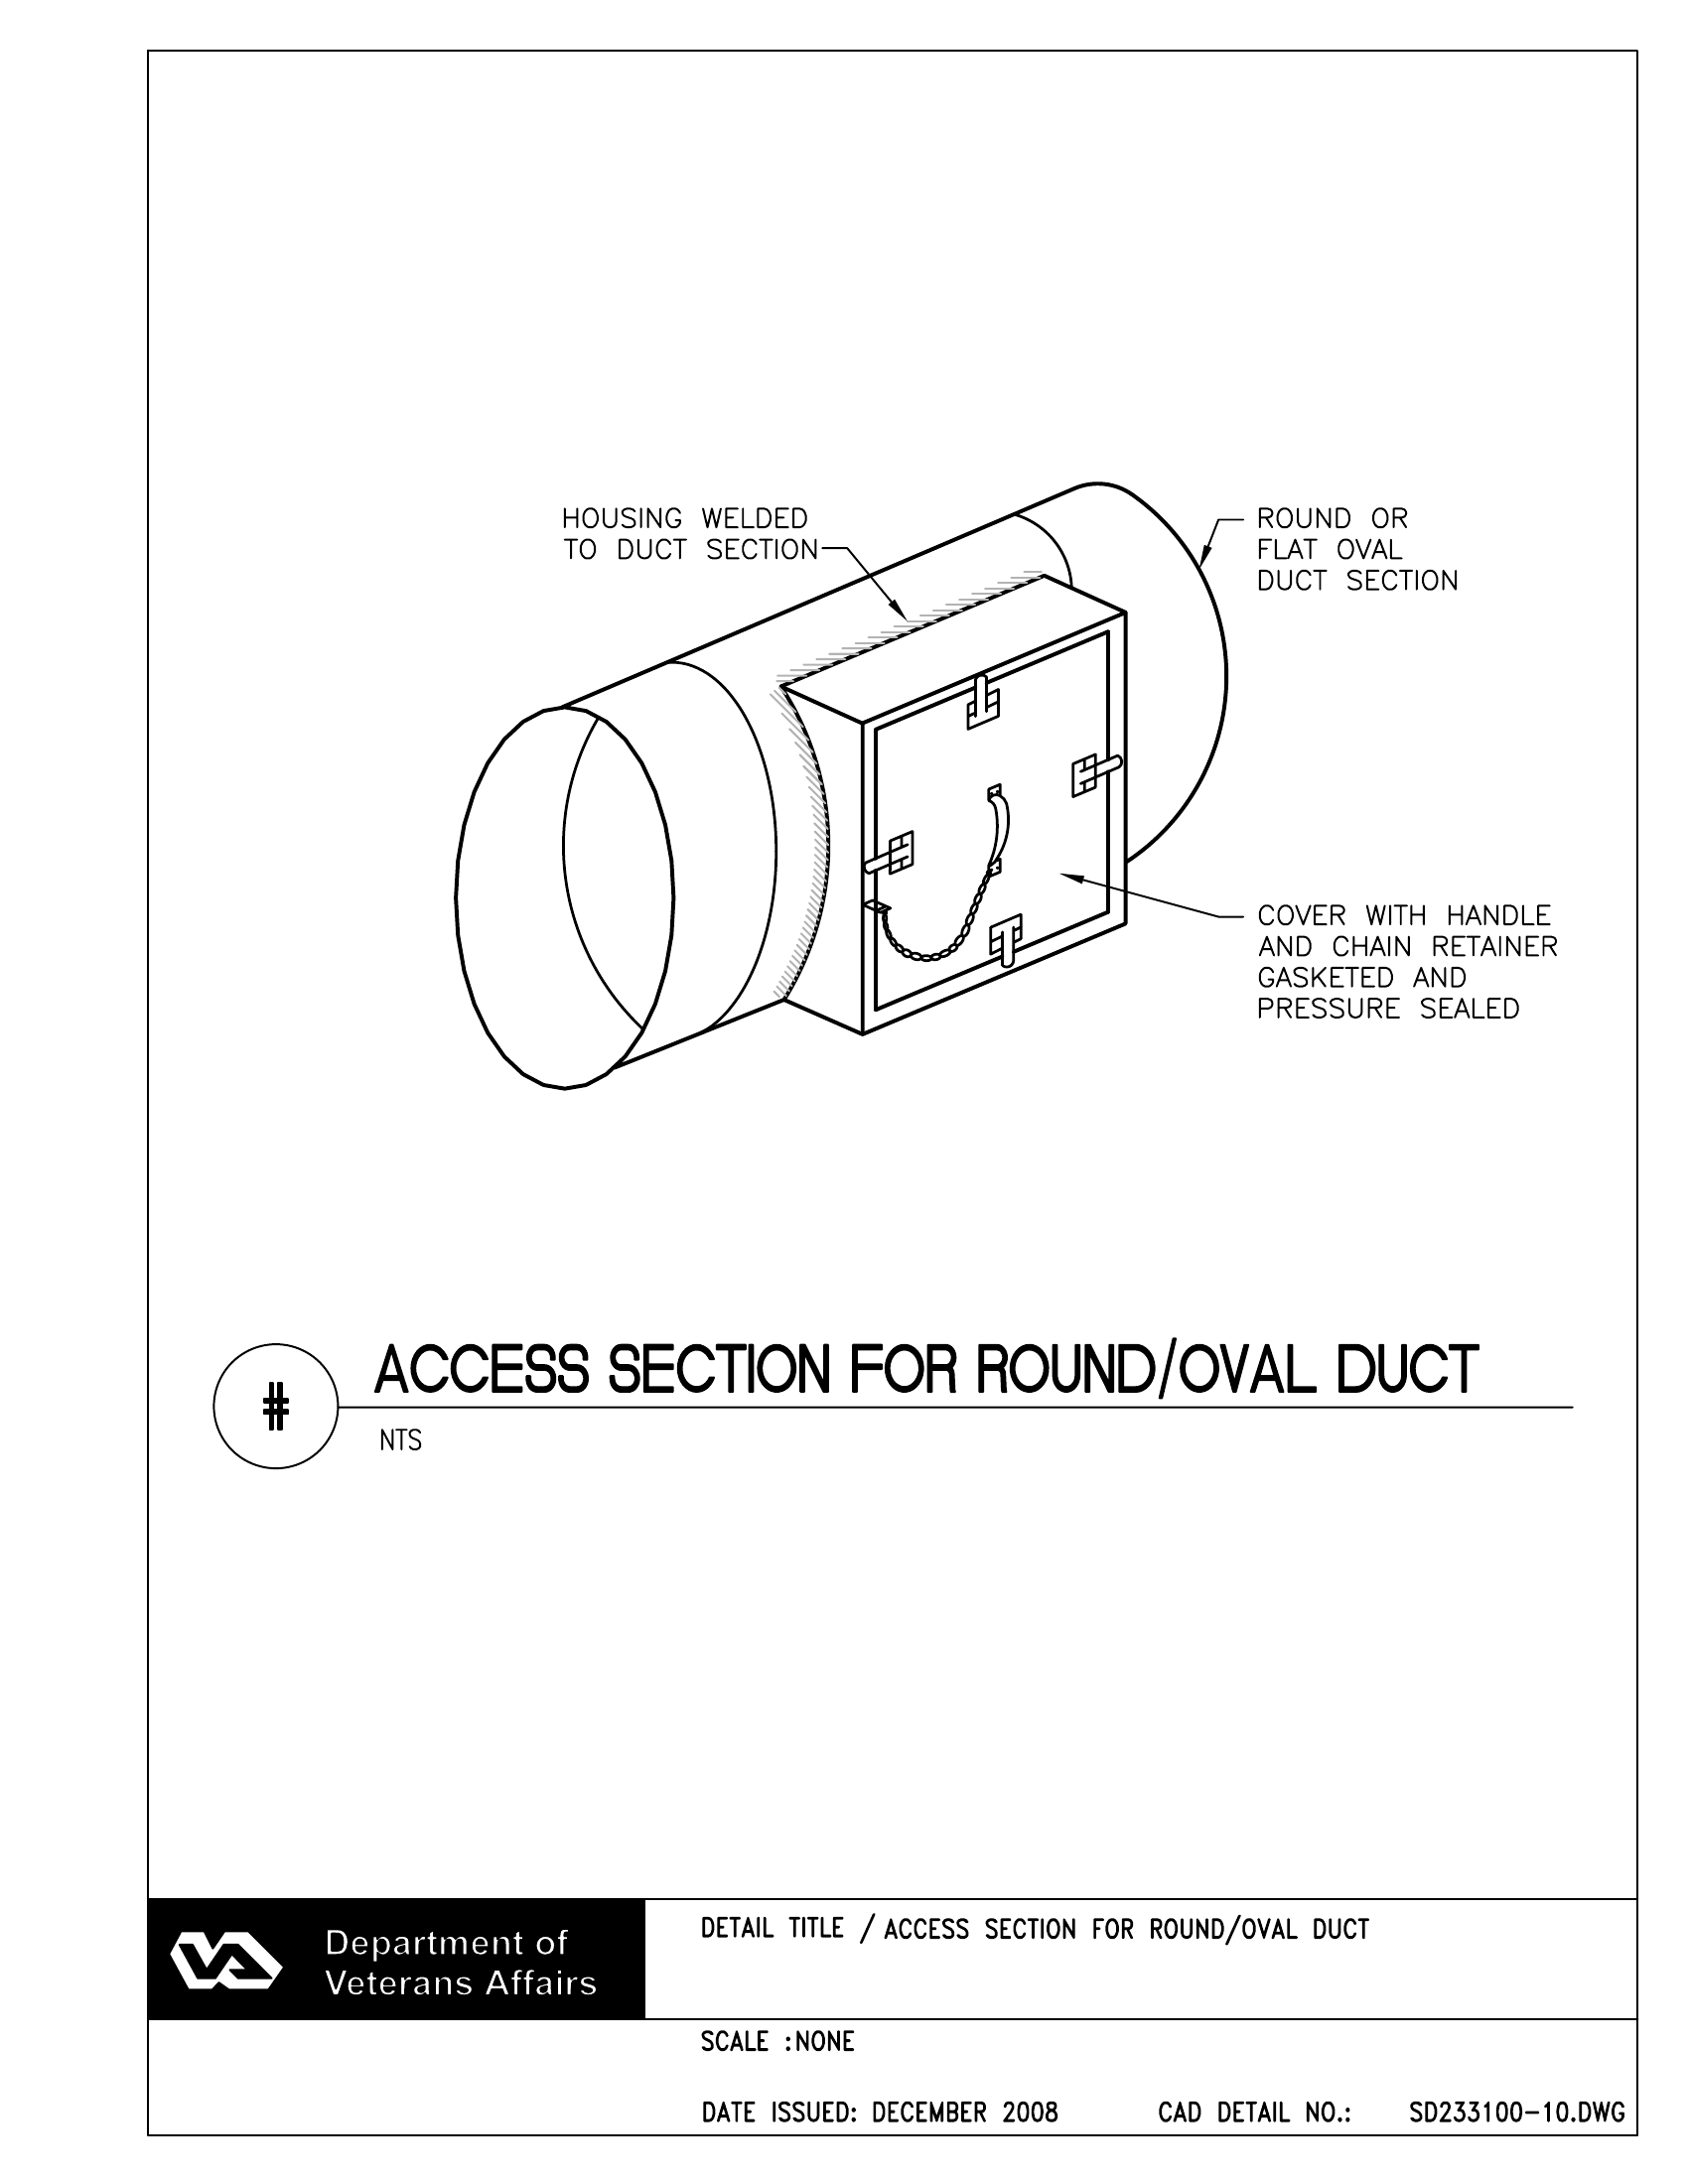 HOUSING WELDED
TO DUCT SECTION
ROUND OR
FLAT OVAL
DUCT SECTION
COVER WITH HANDLE
AND CHAIN RETAINER
GASKETED AND
PRESSURE SEALED
#
ACCESS SECTION FOR ROUND/OVAL DUCT
NTS
VA
Department of
Veterans Affairs
DETAIL TITLE / ACCESS SECTION FOR ROUND/OVAL DUCT
SCALE :NONE
DATE ISSUED: DECEMBER 2008 CAD DETAIL NO.: SD233100-10.DWG